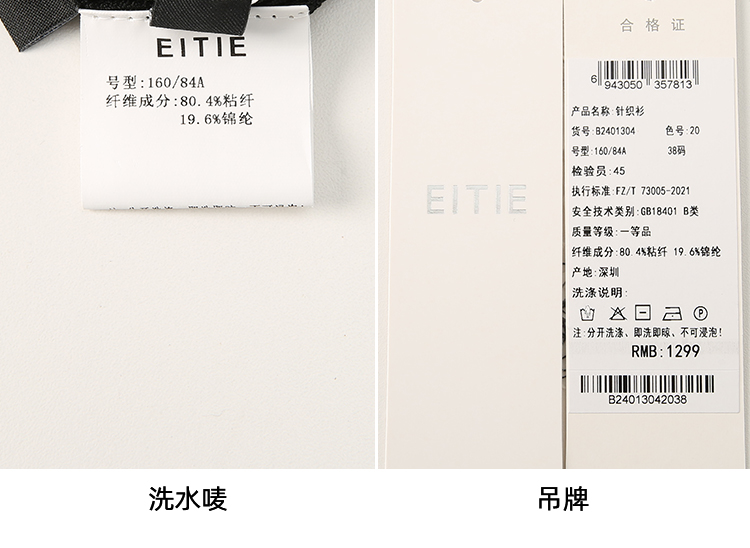 EITIE
号型:160/84A
纤维成分:80.4%粘纤
19.6%锦纶
EITIE
合格证
6 943050 357813
产品名称:针织衫
货号:B2401304 色号:20
号型:160/84A 38码
检验员:45
执行标准:FZ/T 73005-2021
安全技术类别:GB18401 B类
质量等级:一等品
纤维成分:80.4%粘纤 19.6%锦纶
产地:深圳
洗涤说明:
注:分开洗涤、即洗即晾、不可浸泡!
RMB:1299
B24013042038
洗水唛
吊牌